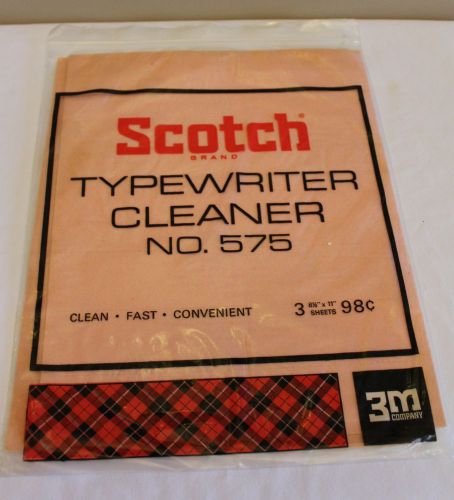 Scotch®
BRAND
TYPEWRITER
CLEANER
NO. 575
CLEAN • FAST • CONVENIENT
3 8½" x 11" SHEETS 98¢
3M
COMPANY